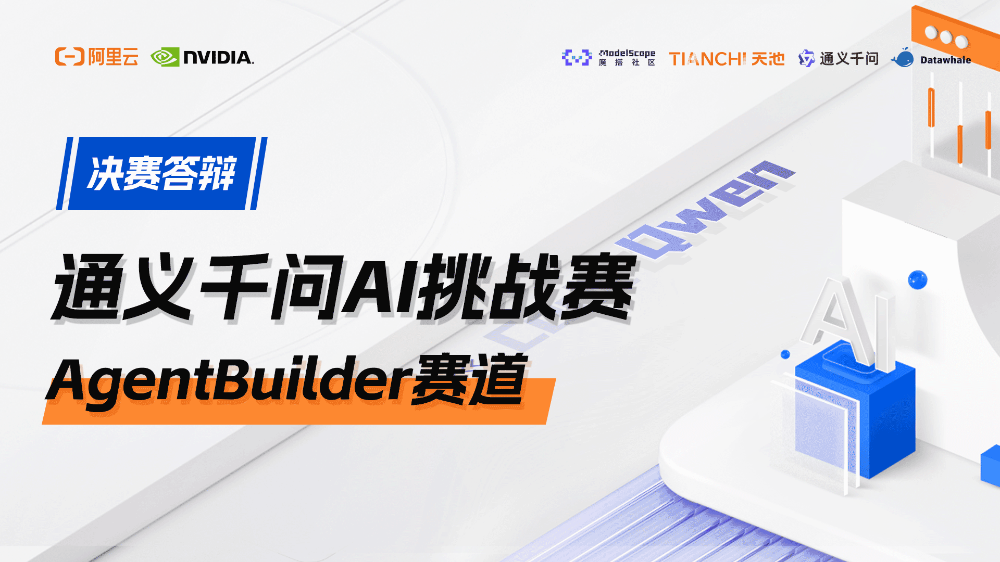 阿里云 NVIDIA.
ModelScope
魔搭社区
TIANCHI 天池 通义千问 Datawhale
决赛答辩
Qwen
通义千问AI挑战赛
AgentBuilder赛道
AI